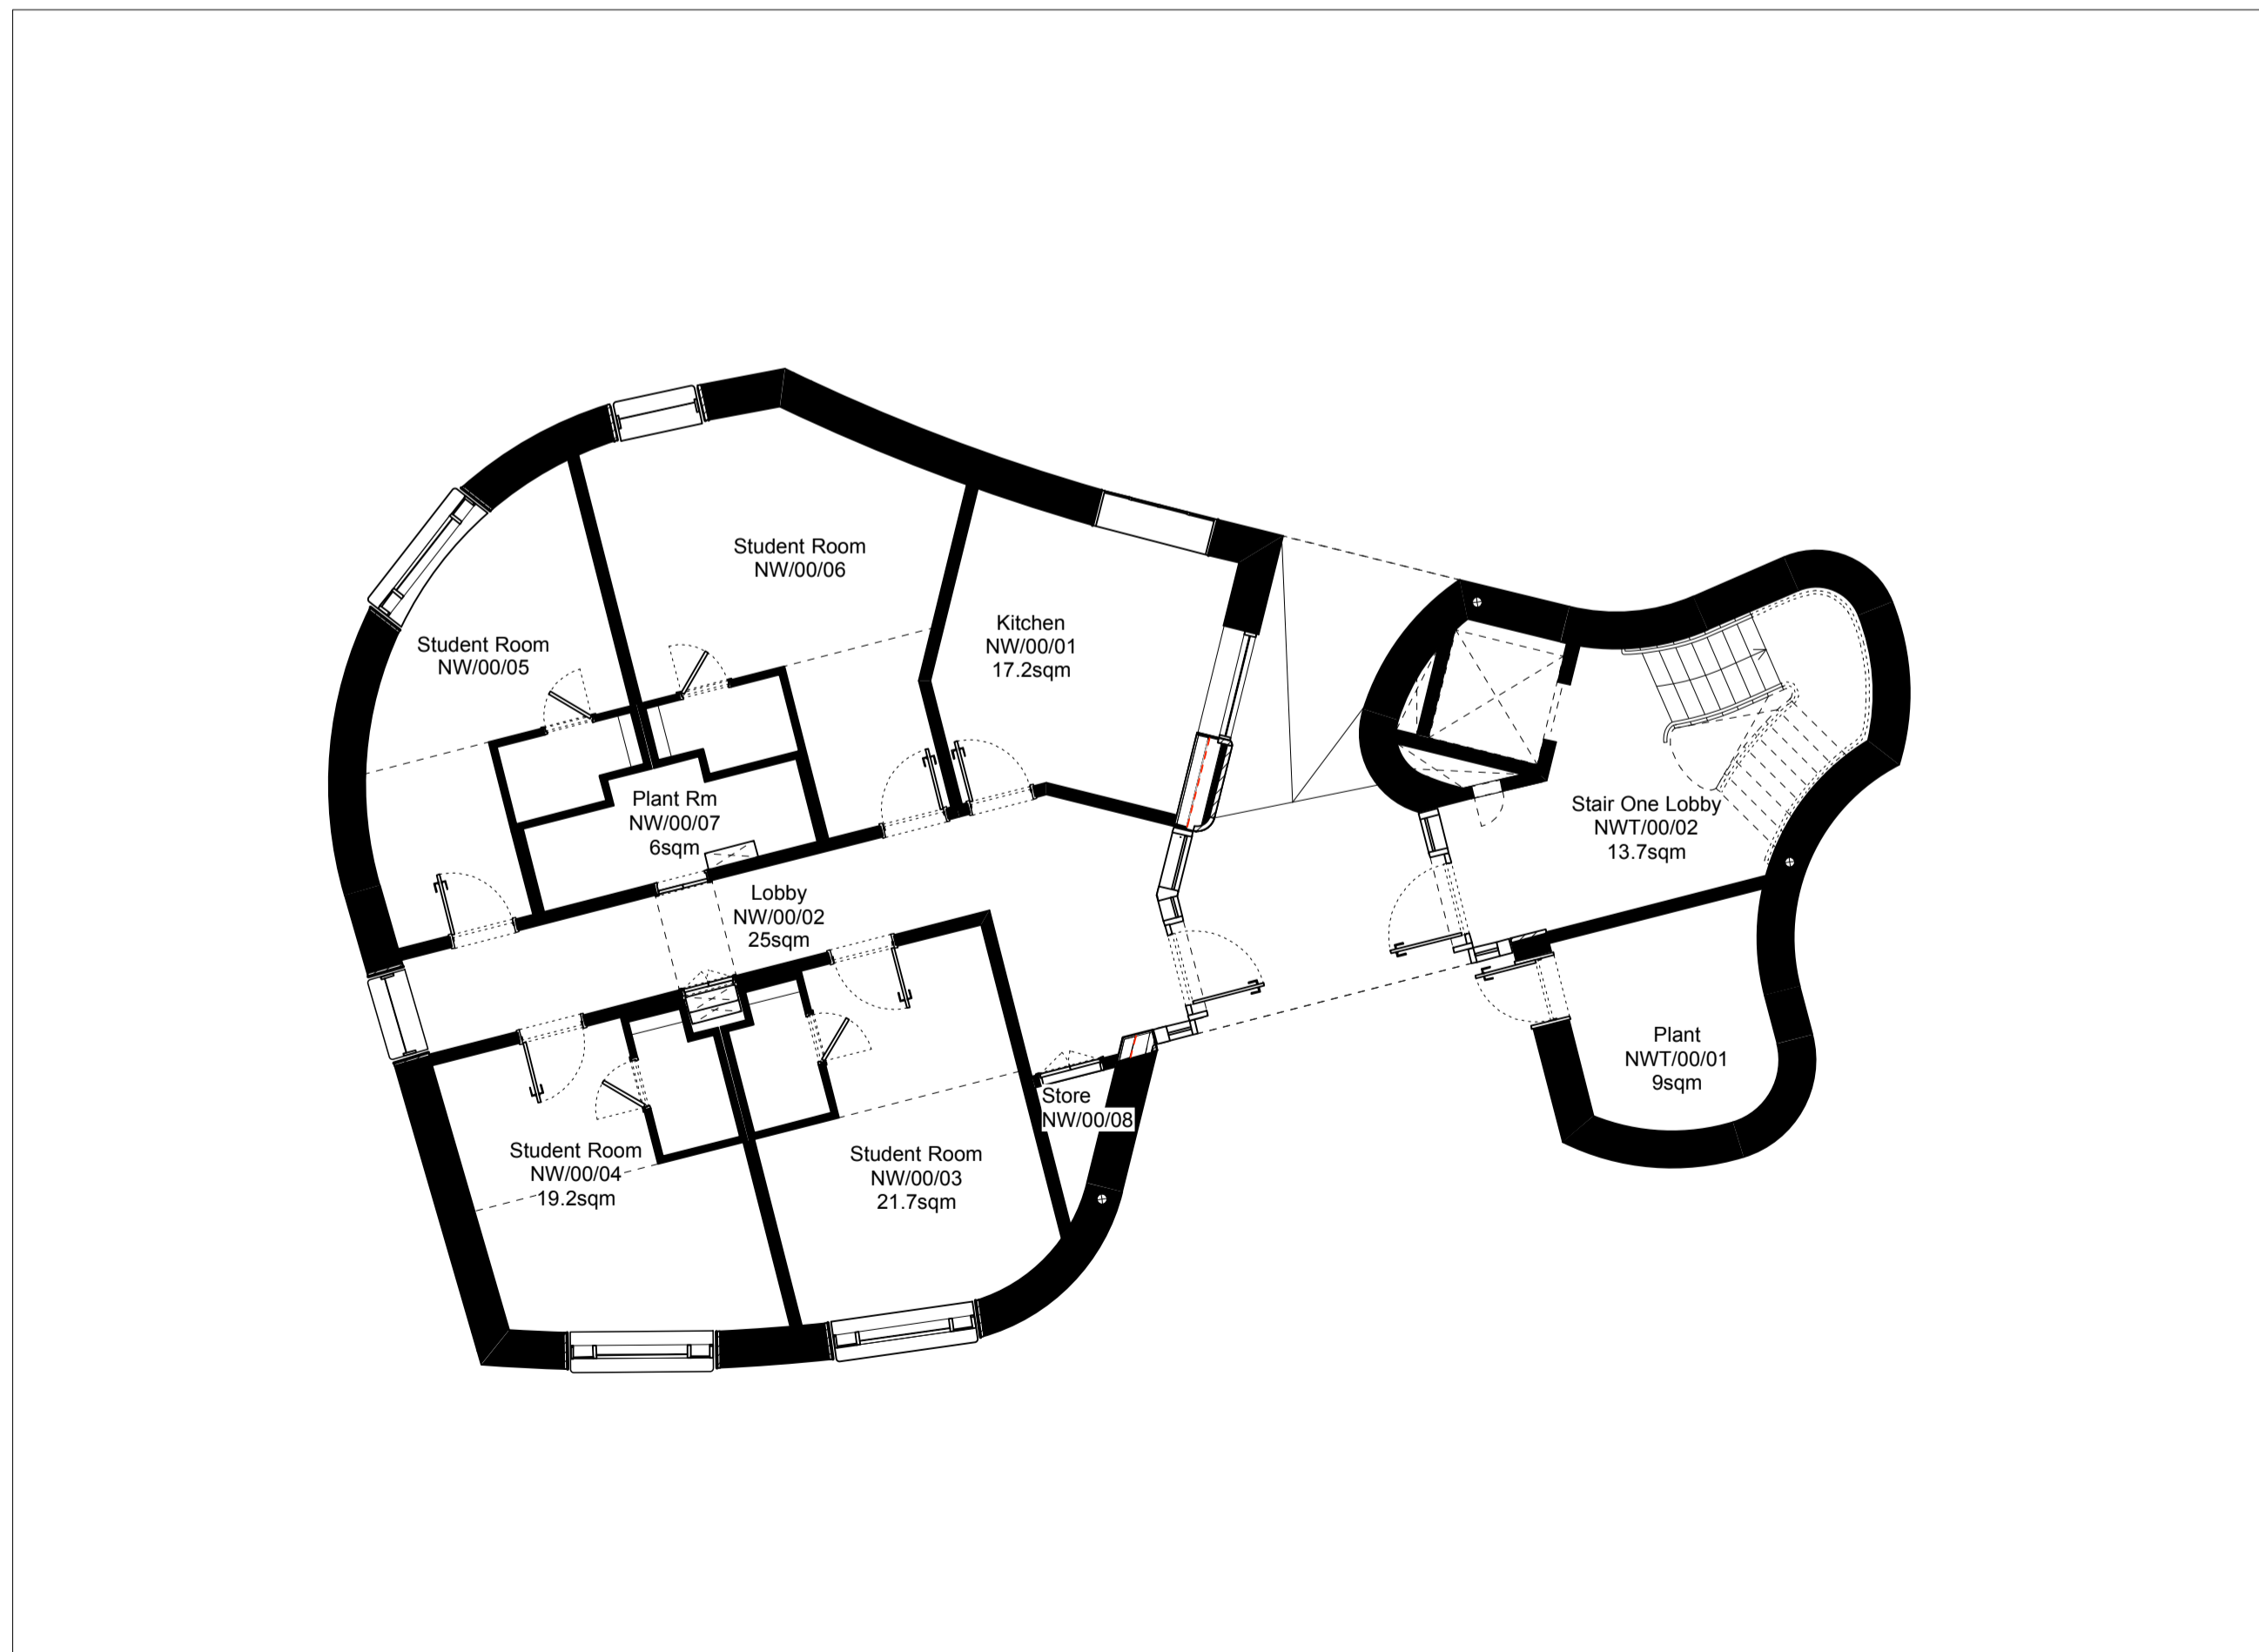 Student Room
NW/00/06
Kitchen
NW/00/01
17.2sqm
Student Room
NW/00/05
Plant Rm
NW/00/07
6sqm
Stair One Lobby
NWT/00/02
13.7sqm
Lobby
NW/00/02
25sqm
Plant
NWT/00/01
9sqm
Store
NW/00/08
Student Room
NW/00/04
19.2sqm
Student Room
NW/00/03
21.7sqm